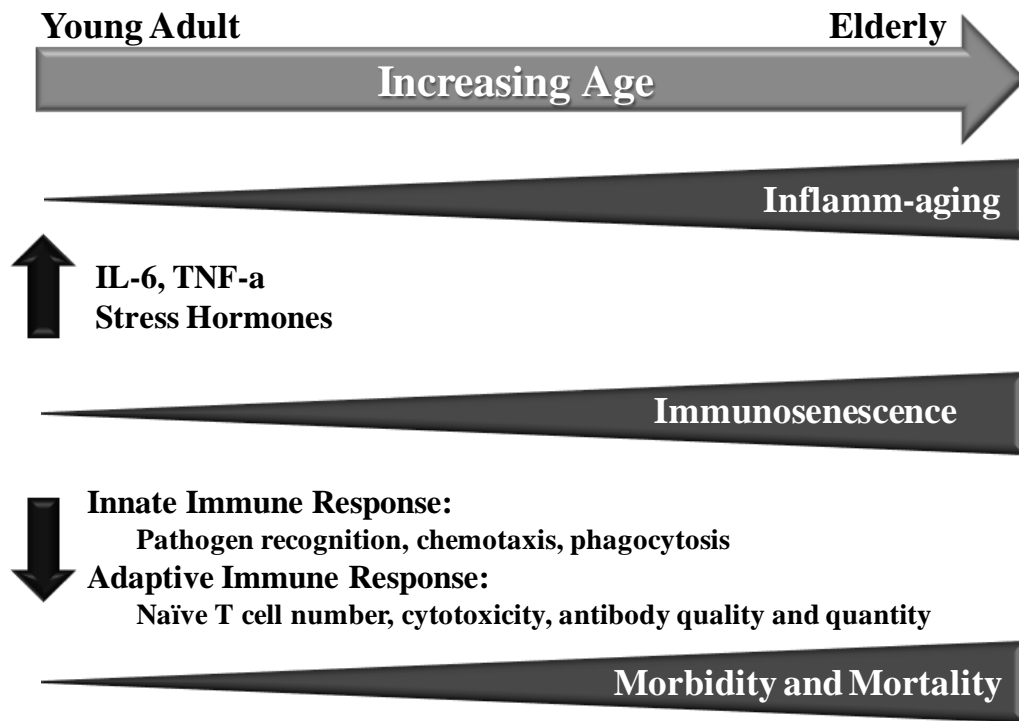 Young Adult Elderly
Increasing Age
Inflamm-aging
IL-6, TNF-a
Stress Hormones
Immunosenescence
Innate Immune Response:
Pathogen recognition, chemotaxis, phagocytosis
Adaptive Immune Response:
Naïve T cell number, cytotoxicity, antibody quality and quantity
Morbidity and Mortality